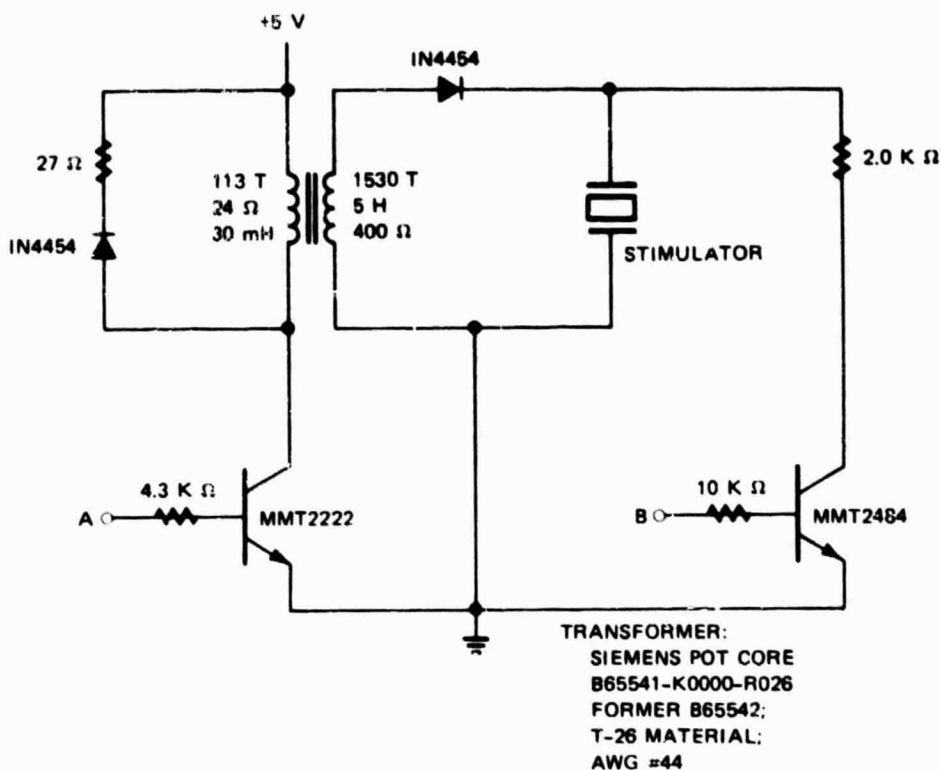 +5 V
IN4454
27 Ω
2.0 K Ω
113 T
24 Ω
30 mH
1530 T
5 H
400 Ω
IN4454
STIMULATOR
4.3 K Ω
A
MMT2222
10 K Ω
B
MMT2484
TRANSFORMER:
SIEMENS POT CORE
B65541-K0000-R026
FORMER B65542;
T-26 MATERIAL;
AWG #44